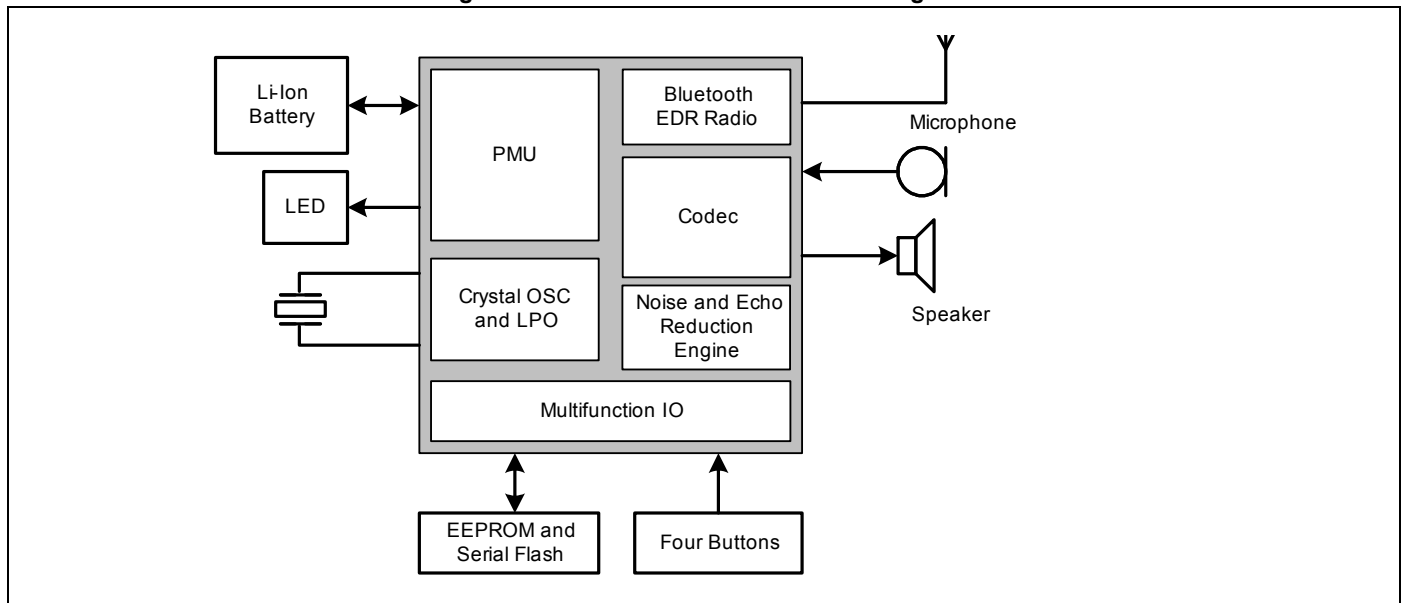 Li-Ion
Battery
LED
PMU
Crystal OSC
and LPO
Bluetooth
EDR Radio
Codec
Noise and Echo
Reduction
Engine
Multifunction IO
Microphone
Speaker
EEPROM and
Serial Flash
Four Buttons